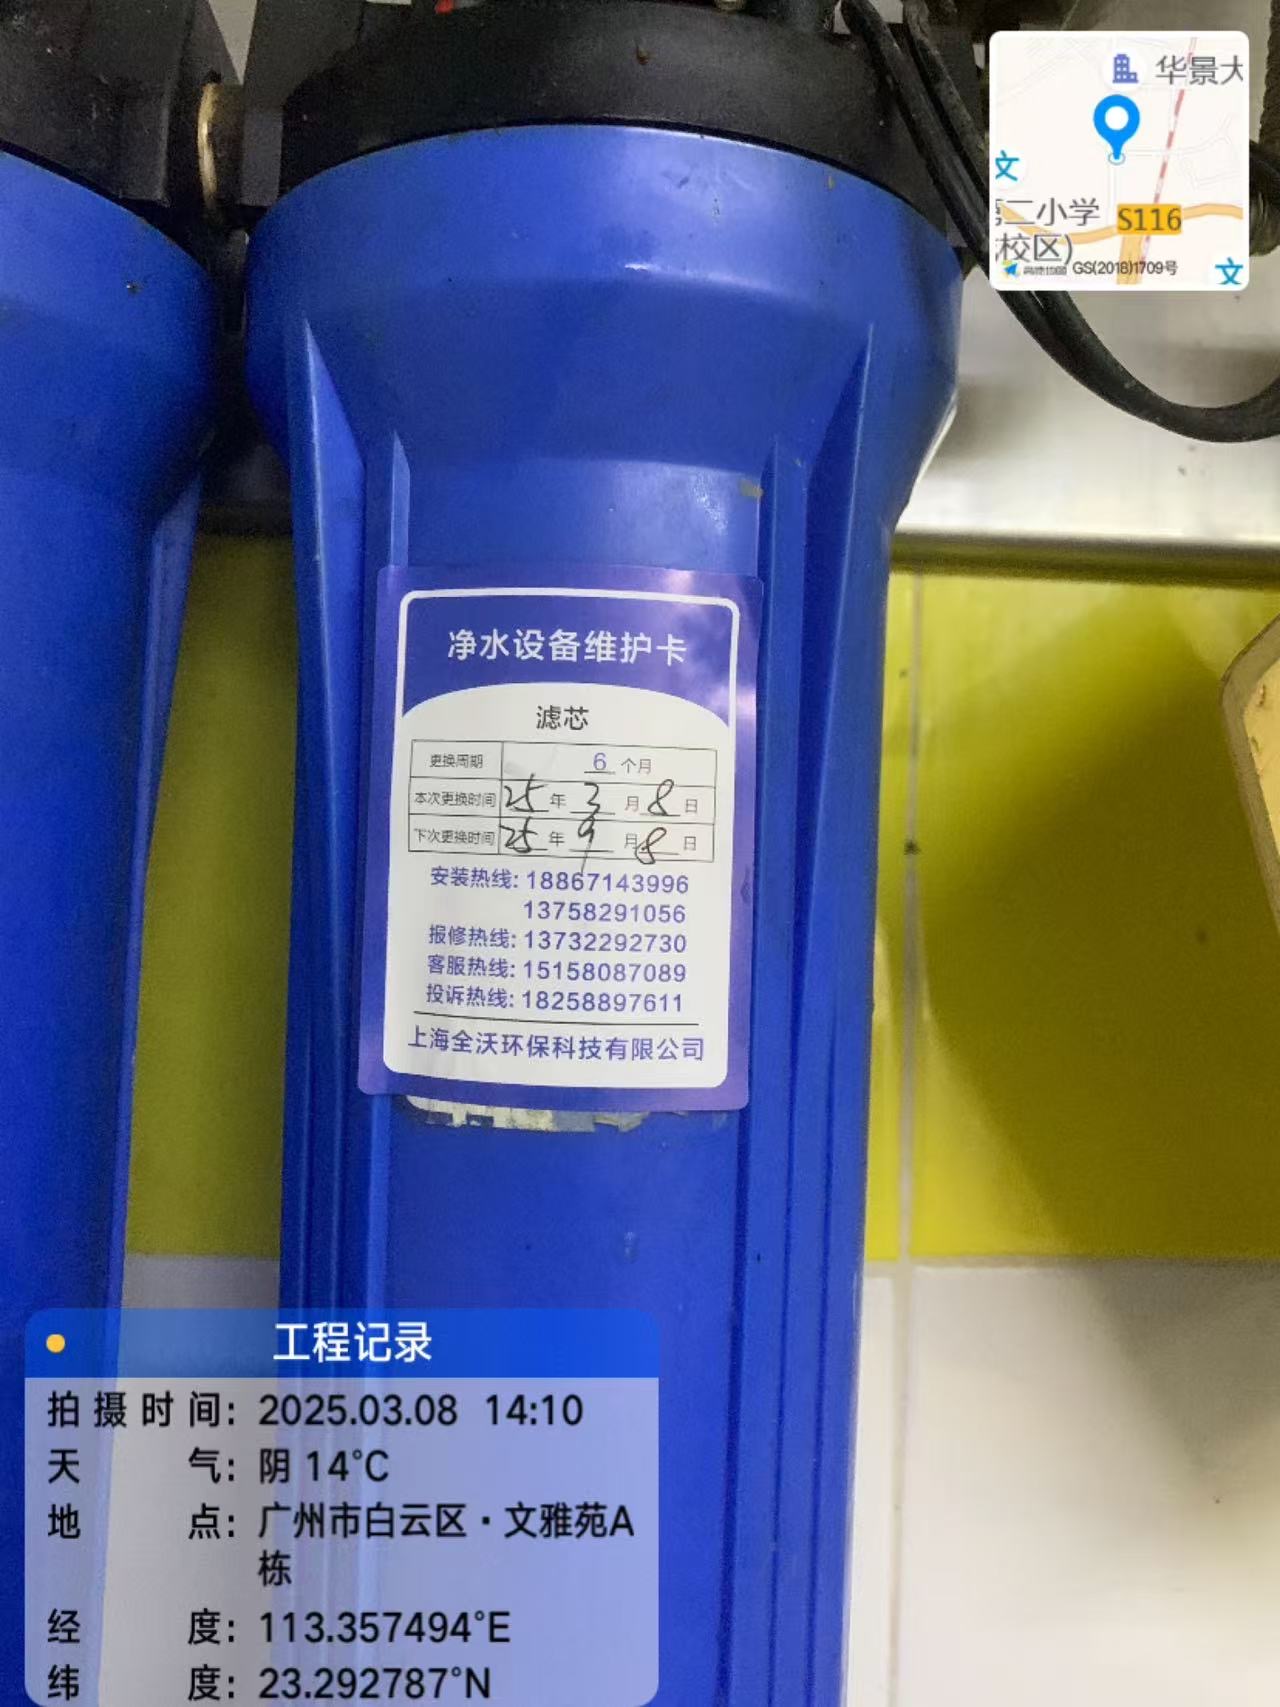 华景大
第二小学
校区)
S116
文
文
高德地图 GS(2018)1709号
净水设备维护卡
滤芯
更换周期 6 个月
本次更换时间 25 年 3 月 8 日
下次更换时间 25 年 9 月 8 日
安装热线: 18867143996
13758291056
报修热线: 13732292730
客服热线: 15158087089
投诉热线: 18258897611
上海全沃环保科技有限公司
工程记录
拍摄时间: 2025.03.08 14:10
天气: 阴 14°C
地点: 广州市白云区·文雅苑A
栋
经度: 113.357494°E
纬度: 23.292787°N